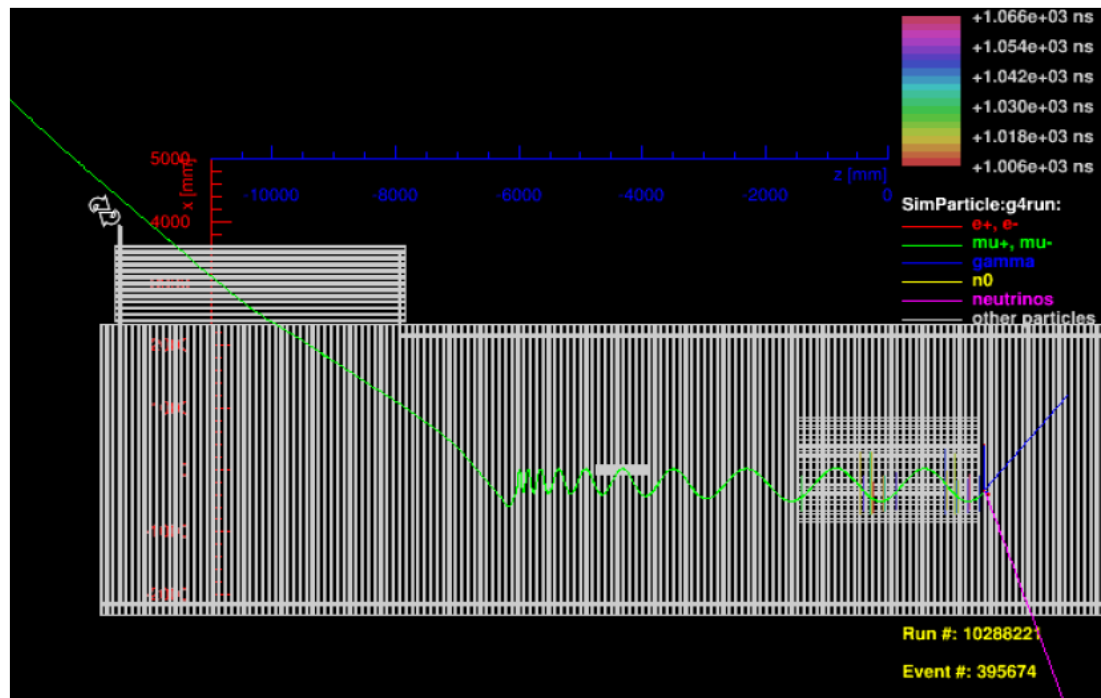 +1.066e+03 ns
+1.054e+03 ns
+1.042e+03 ns
+1.030e+03 ns
+1.018e+03 ns
+1.006e+03 ns
5000
x [mm]
4000
-10000
-8000
-6000
-4000
-2000
0
z [mm]
SimParticle:g4run:
e+, e-
mu+, mu-
gamma
n0
neutrinos
other particles
Run #: 10288221
Event #: 395674